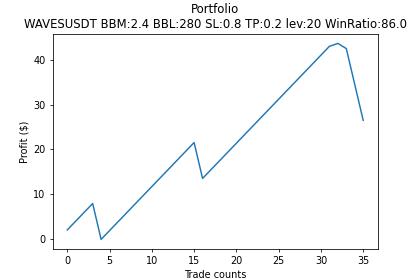 Portfolio
WAVESUSDT BBM:2.4 BBL:280 SL:0.8 TP:0.2 lev:20 WinRatio:86.0
Profit ($)
40
30
20
10
0
0 5 10 15 20 25 30 35
Trade counts